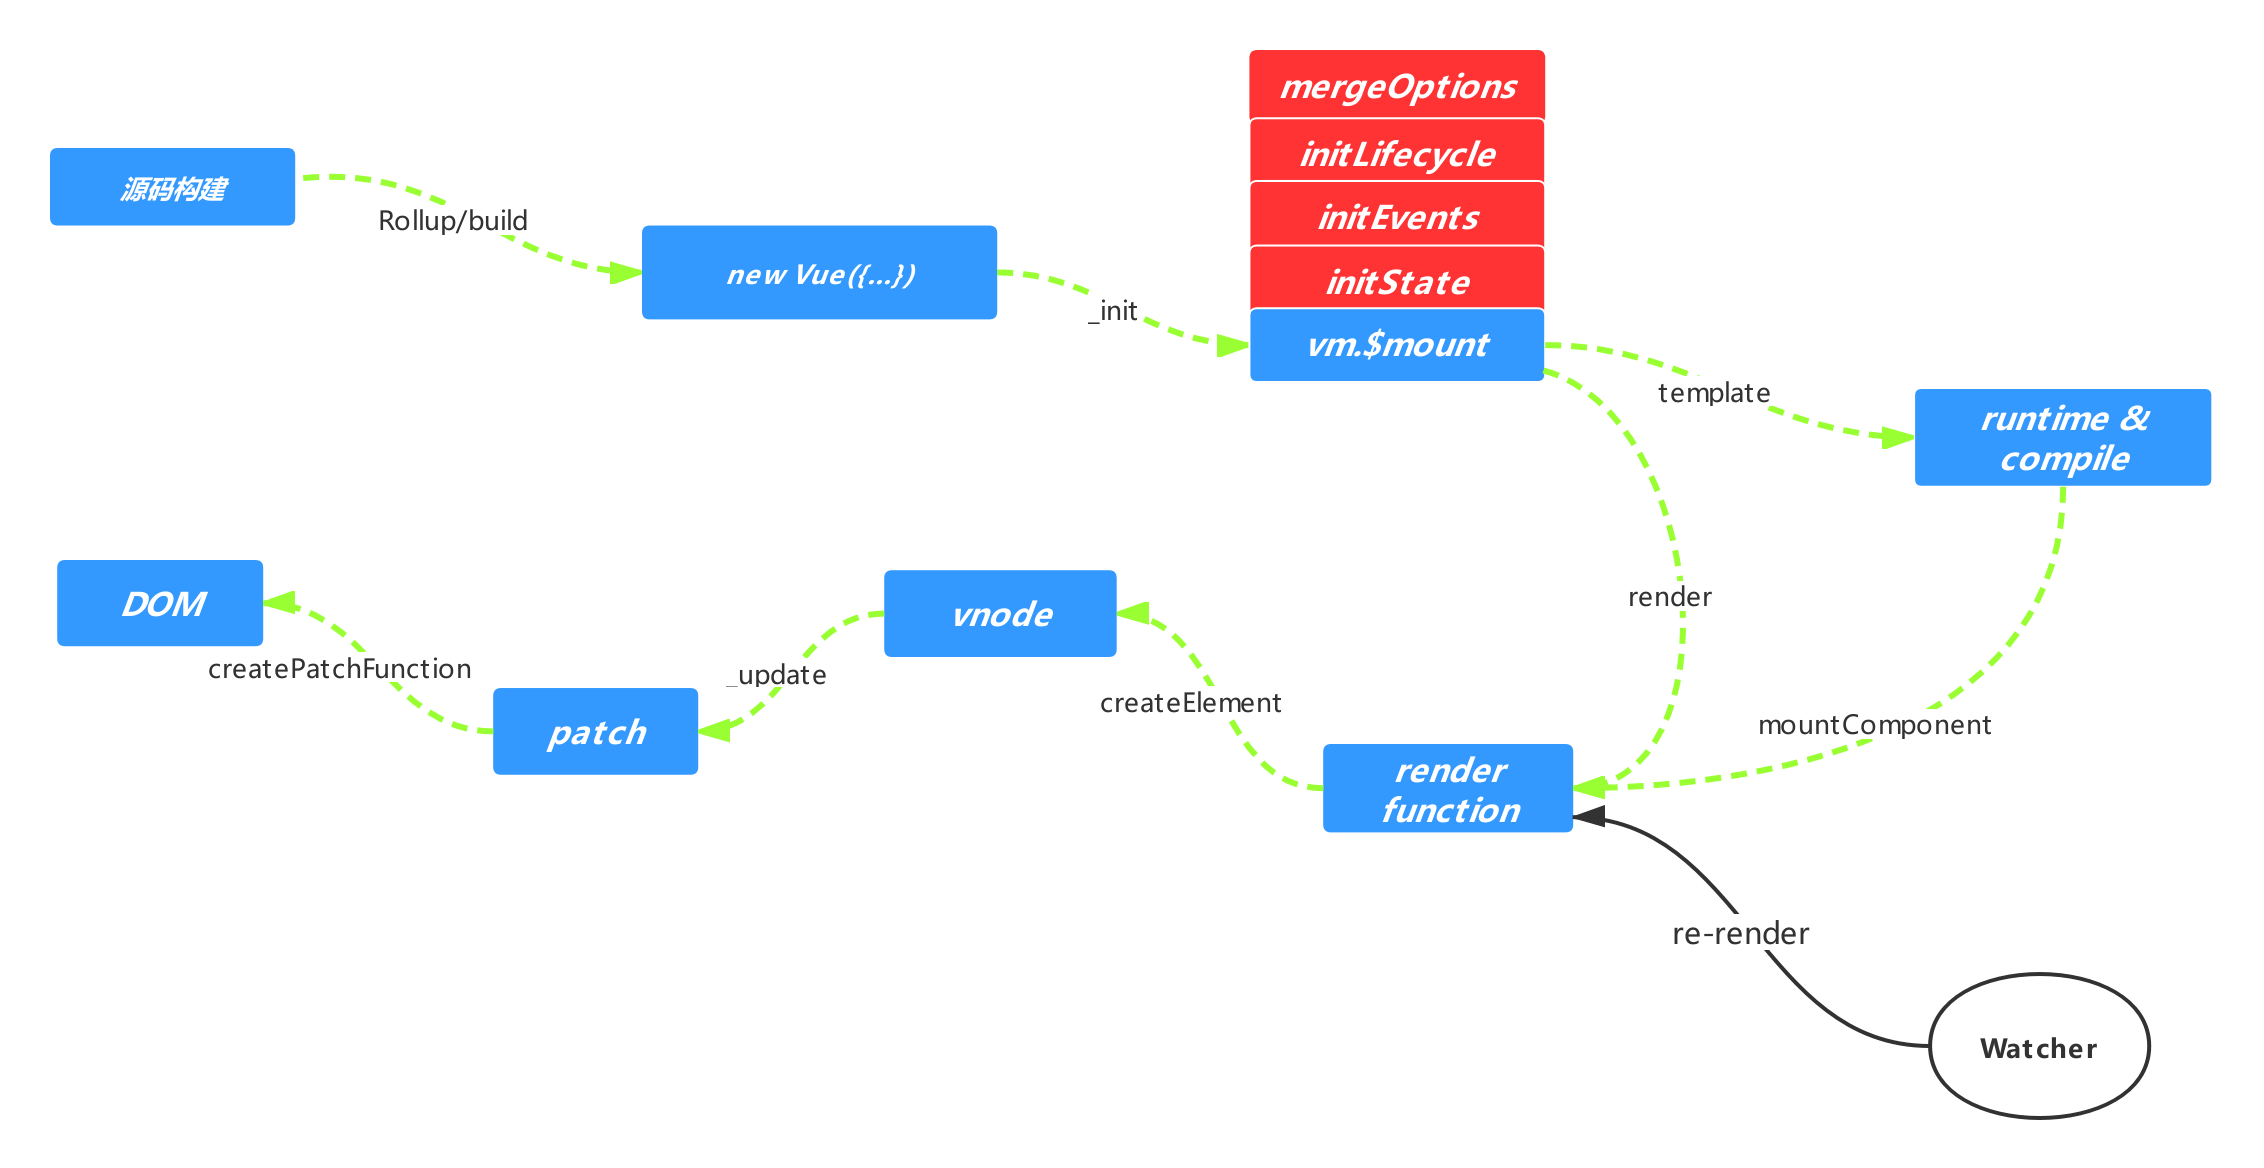 mergeOptions
initLifecycle
源码构建
Rollup/build
initEvents
new Vue({...})
initState
_init
vm.$mount
template
runtime &
compile
DOM
vnode
render
createPatchFunction
_update
createElement
mountComponent
patch
render
function
re-render
Watcher